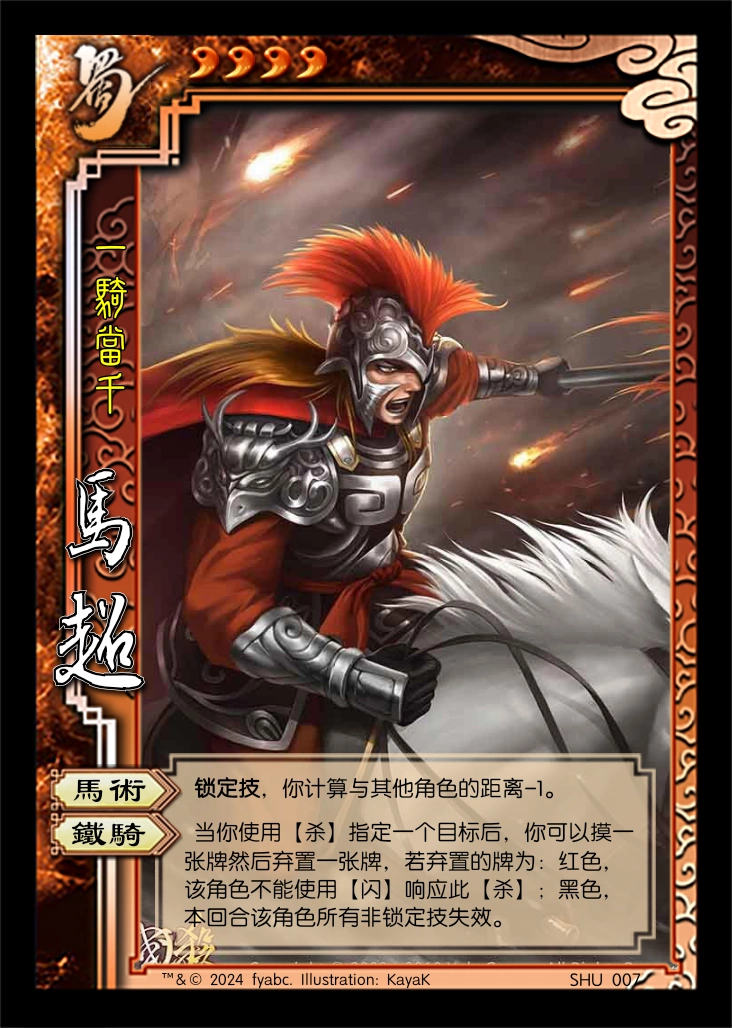 蜀
一騎當千
馬超
馬術
锁定技，你计算与其他角色的距离-1。
鐵騎
当你使用【杀】指定一个目标后，你可以摸一
张牌然后弃置一张牌，若弃置的牌为：红色，
该角色不能使用【闪】响应此【杀】；黑色，
本回合该角色所有非锁定技失效。
™&© 2024 fyabc. Illustration: KayaK
SHU 007